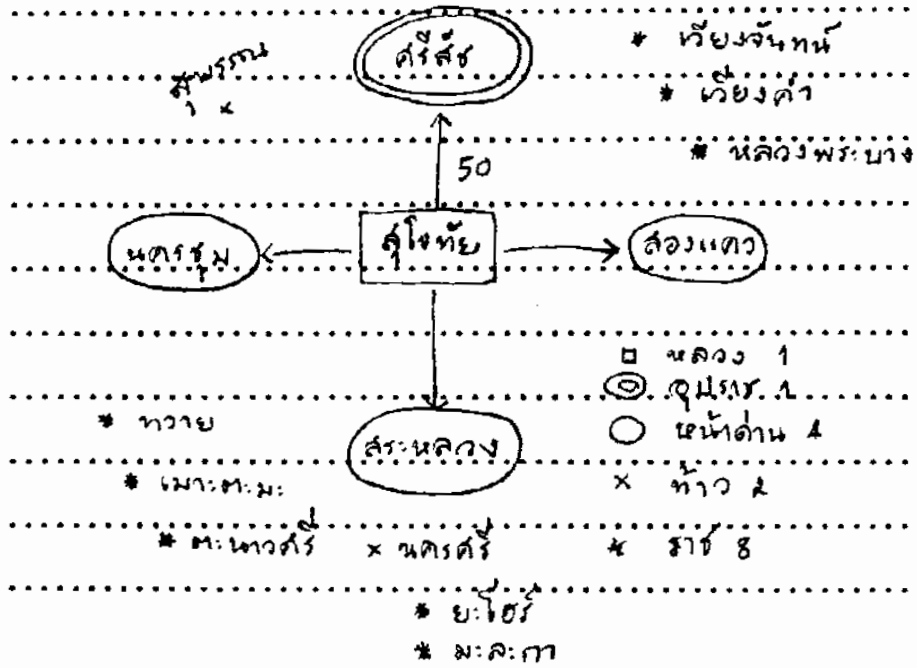 ศรีสัช
* เวียงจันทน์
สุพรรณ
×
* เวียงคำ
* หลวงพระบาง
50
นครชุม
สุโขทัย
สองแคว
□ หลวง 1
◎ อุปราช 1
○ หน้าด่าน 4
× ท้าว 2
* ราช 8
* ทวาย
สระหลวง
* เมาะตะมะ
* ตะนาวศรี × นครศรี
* ยะโฮร์
* มะละกา